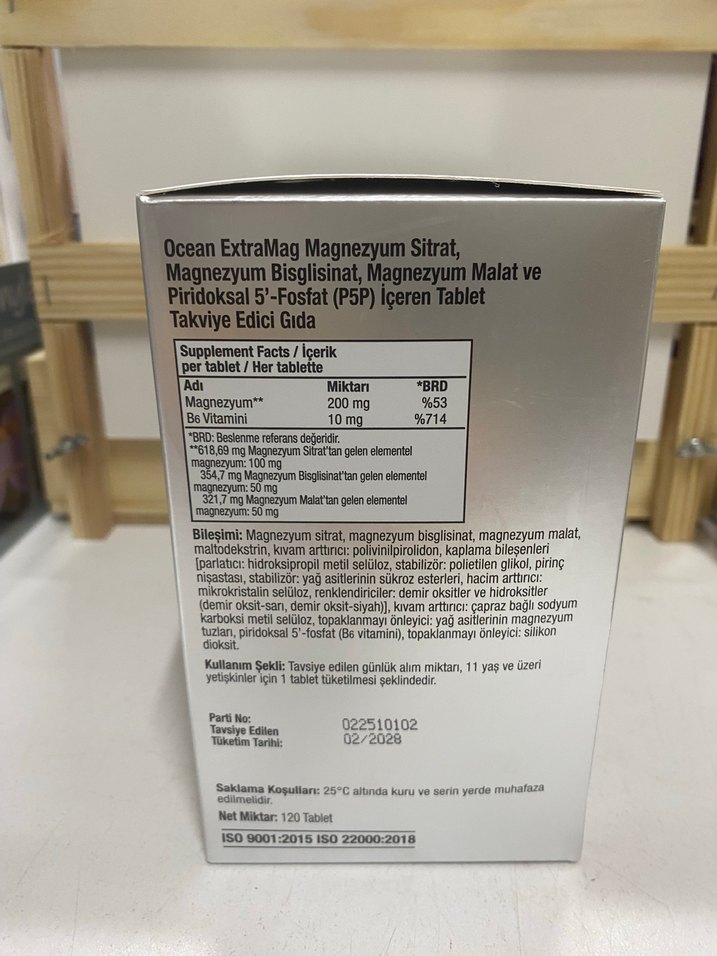 Ocean ExtraMag Magnezyum Sitrat,
Magnezyum Bisglisinat, Magnezyum Malat ve
Piridoksal 5'-Fosfat (P5P) İçeren Tablet
Takviye Edici Gıda
Supplement Facts / İçerik
per tablet / Her tablette
Adı Miktarı *BRD
Magnezyum** 200 mg %53
B6 Vitamini 10 mg %714
*BRD: Beslenme referans değeridir.
**618,69 mg Magnezyum Sitrat'tan gelen elementel
magnezyum: 100 mg
354,7 mg Magnezyum Bisglisinat'tan gelen elementel
magnezyum: 50 mg
321,7 mg Magnezyum Malat'tan gelen elementel
magnezyum: 50 mg
Bileşimi: Magnezyum sitrat, magnezyum bisglisinat, magnezyum malat,
maltodekstrin, kıvam arttırıcı: polivinilpirolidon, kaplama bileşenleri
[parlatıcı: hidroksipropil metil selüloz, stabilizör: polietilen glikol, pirinç
nişastası, stabilizör: yağ asitlerinin sükroz esterleri, hacim arttırıcı:
mikrokristalin selüloz, renklendiriciler: demir oksitler ve hidroksitler
(demir oksit-sarı, demir oksit-siyah)], kıvam arttırıcı: çapraz bağlı sodyum
karboksi metil selüloz, topaklanmayı önleyici: yağ asitlerinin magnezyum
tuzları, piridoksal 5'-fosfat (B6 vitamini), topaklanmayı önleyici: silikon
dioksit.
Kullanım Şekli: Tavsiye edilen günlük alım miktarı, 11 yaş ve üzeri
yetişkinler için 1 tablet tüketilmesi şeklindedir.
Parti No: 022510102
Tavsiye Edilen
Tüketim Tarihi: 02/2028
Saklama Koşulları: 25°C altında kuru ve serin yerde muhafaza
edilmelidir.
Net Miktar: 120 Tablet
ISO 9001:2015 ISO 22000:2018